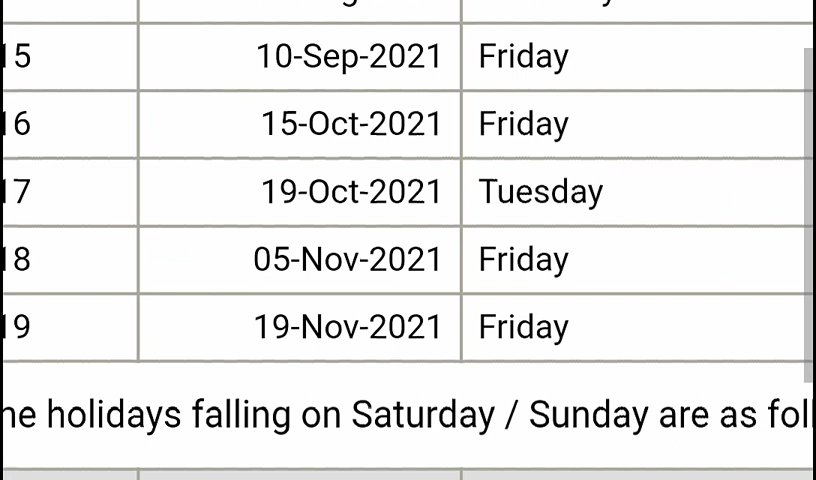 15 10-Sep-2021 Friday
16 15-Oct-2021 Friday
17 19-Oct-2021 Tuesday
18 05-Nov-2021 Friday
19 19-Nov-2021 Friday
holidays falling on Saturday / Sunday are as